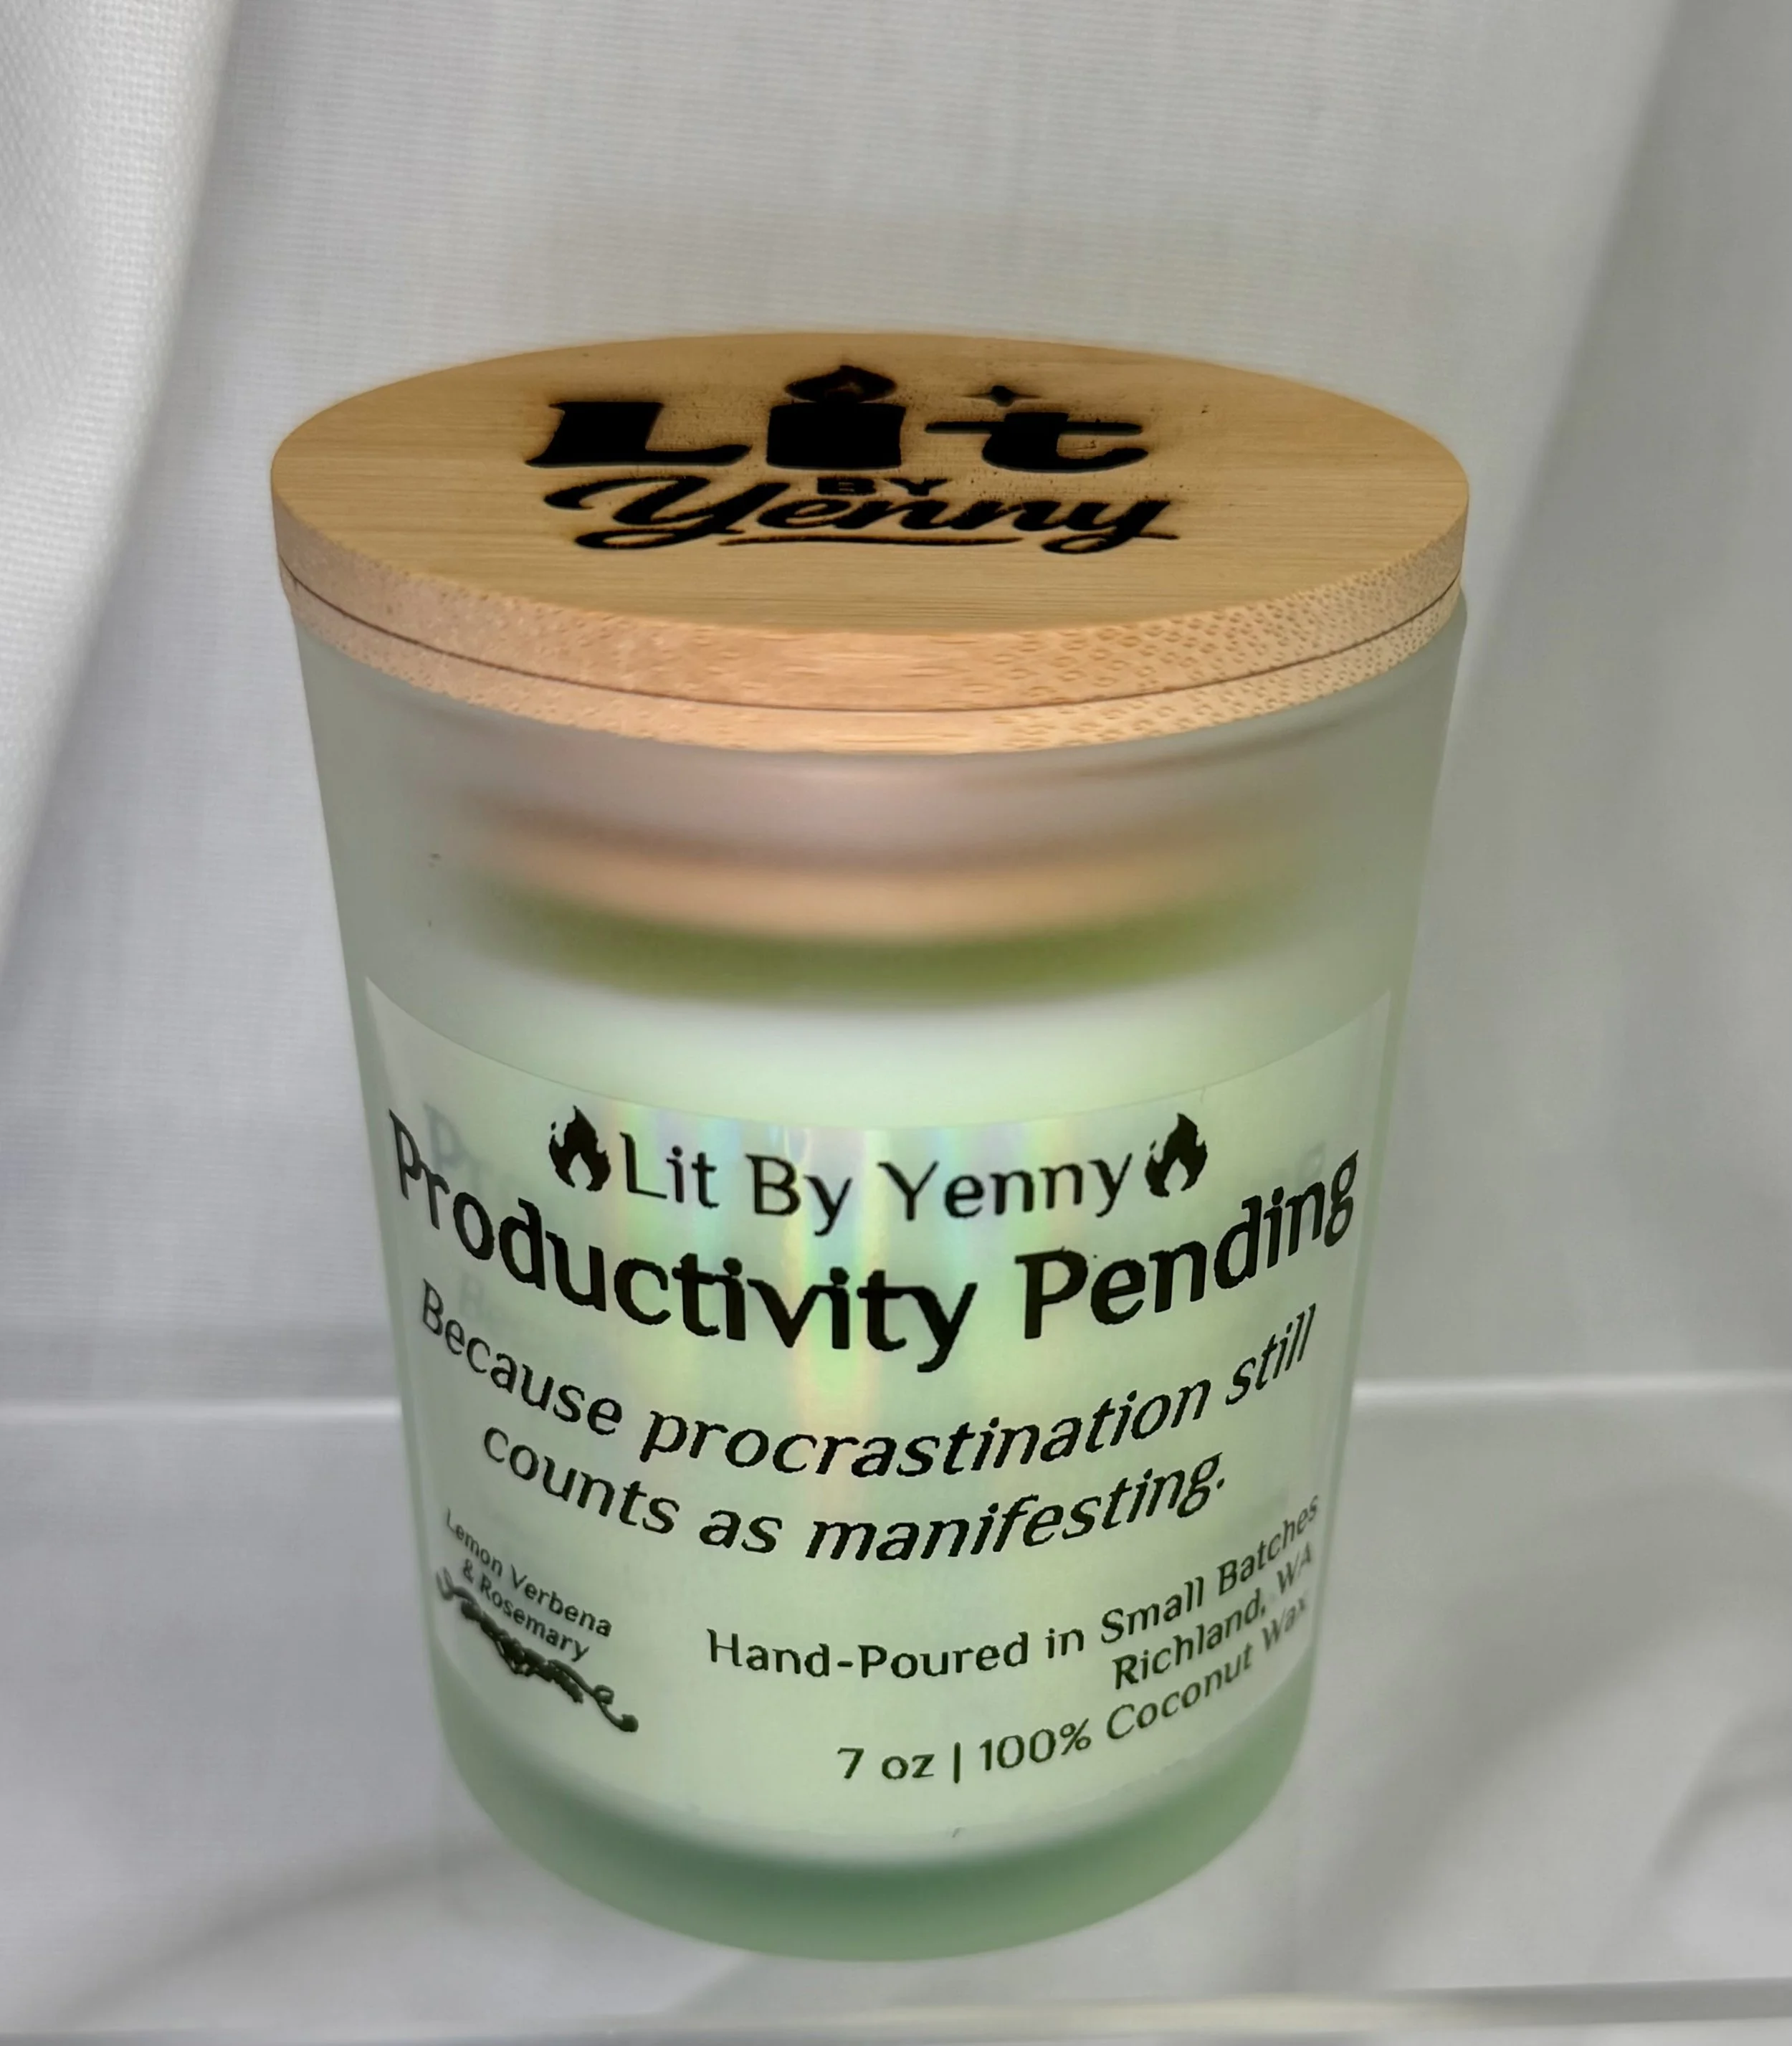 Lit
BY
Yenny
Lit By Yenny
Productivity Pending
Because procrastination still
counts as manifesting.
Lemon Verbena
& Rosemary
Hand-Poured in Small Batches
Richland, WA
7 oz | 100% Coconut Wax